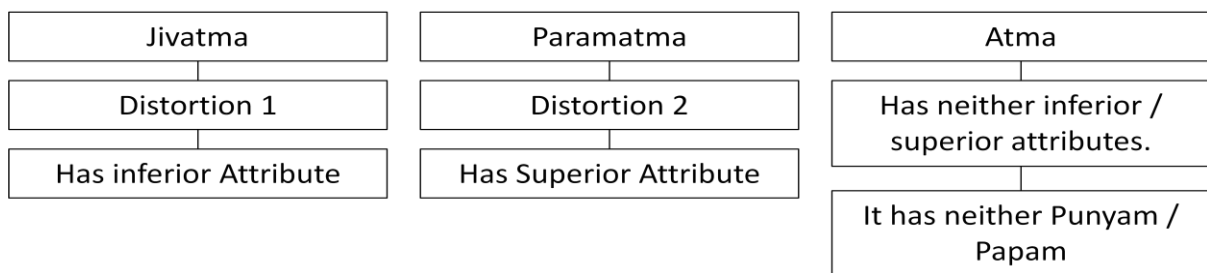 Jivatma
Distortion 1
Has inferior Attribute
Paramatma
Distortion 2
Has Superior Attribute
Atma
Has neither inferior /
superior attributes.
It has neither Punyam /
Papam